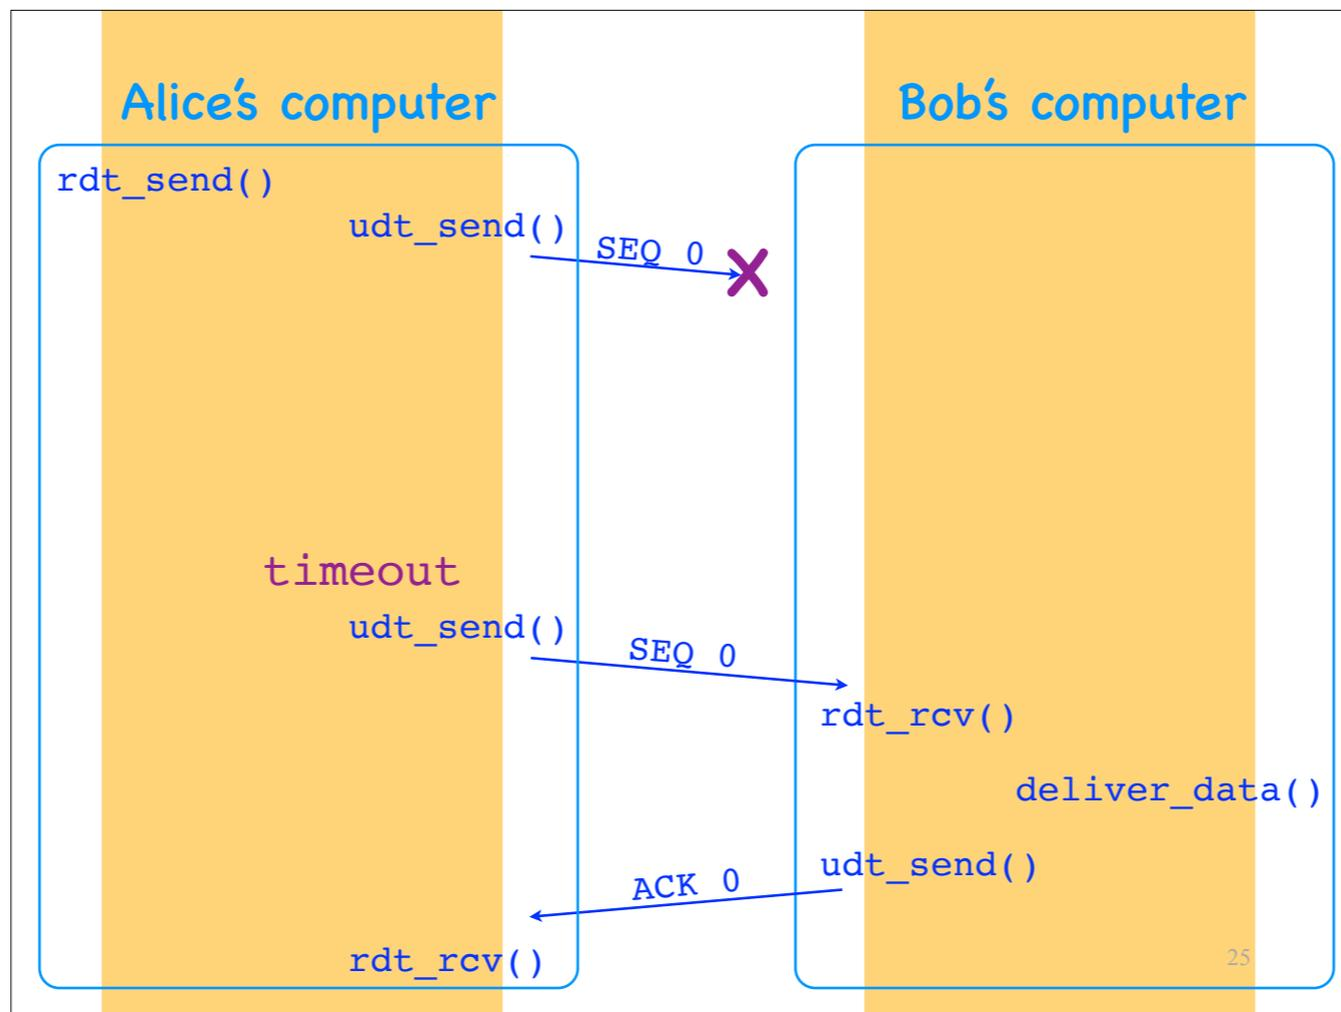 Alice's computer
Bob's computer
rdt_send()
udt_send()
SEQ 0
timeout
udt_send()
SEQ 0
rdt_rcv()
deliver_data()
udt_send()
ACK 0
rdt_rcv()
25